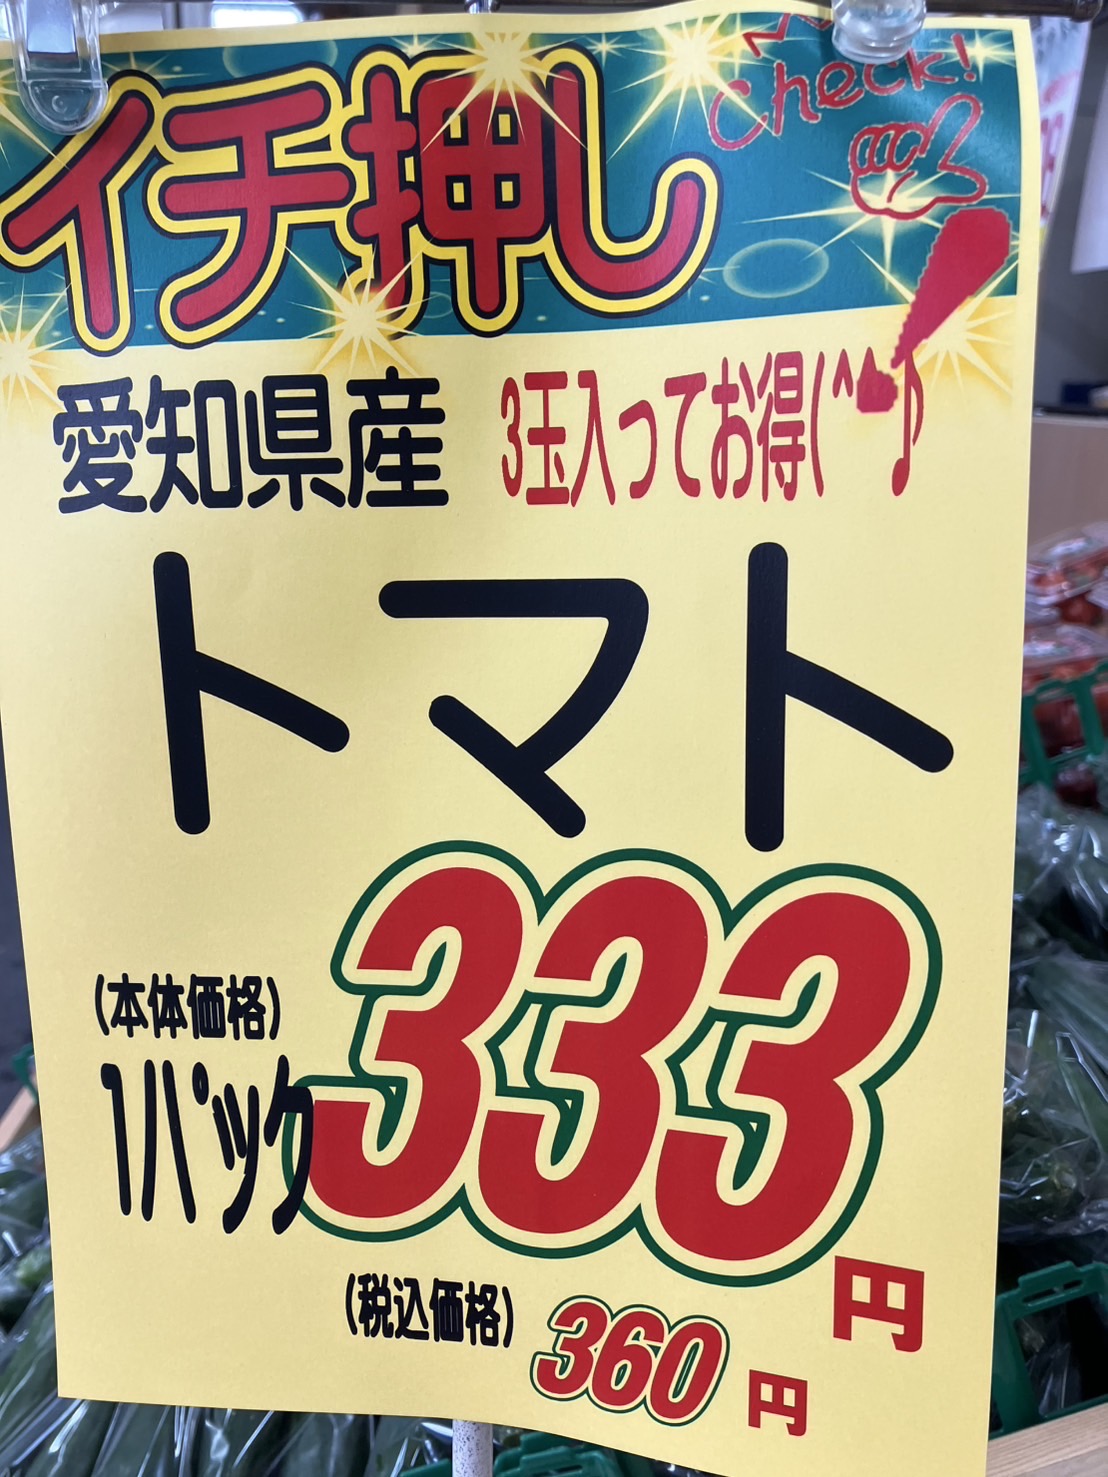 イチ押し
Check!
愛知県産 3玉入ってお得(^^♪
トマト
(本体価格)
1パック 333円
(税込価格) 360円